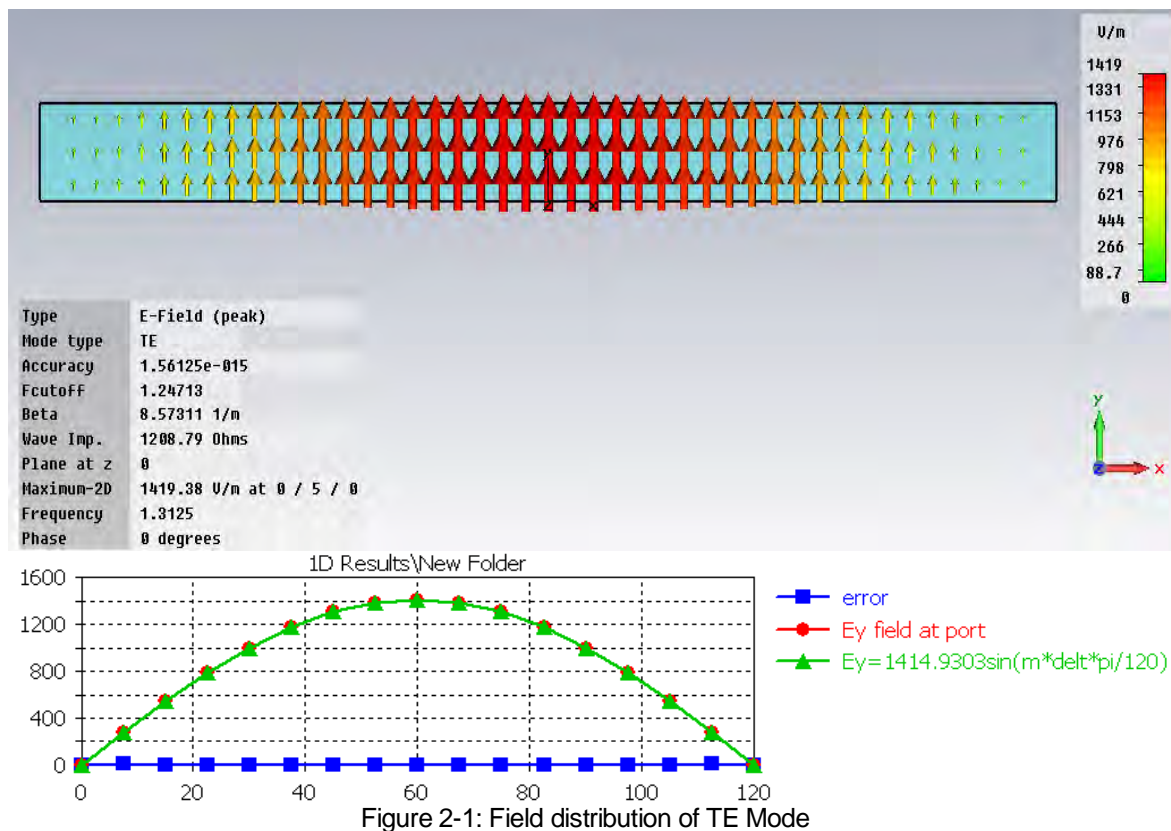 V/m
1419
1331
1153
976
798
621
444
266
88.7
0
Type E-Field (peak)
Mode type TE
Accuracy 1.56125e-015
Fcutoff 1.24713
Beta 8.57311 1/m
Wave Imp. 1208.79 Ohms
Plane at z 0
Maximum-2D 1419.38 V/m at 0 / 5 / 0
Frequency 1.3125
Phase 0 degrees
y
z
x
1D Results\New Folder
1600
1200
800
400
0
0 20 40 60 80 100 120
error
Ey field at port
Ey=1414.9303sin(m*delt*pi/120)
Figure 2-1: Field distribution of TE Mode